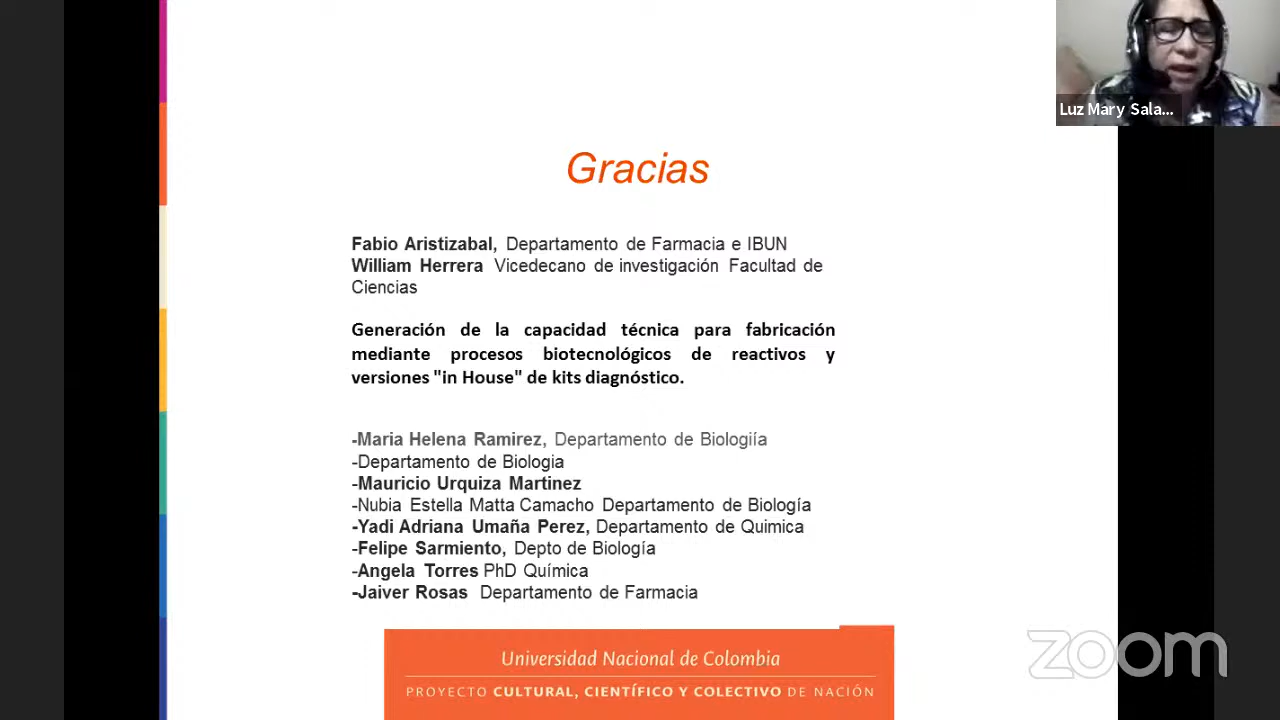 Luz Mary Sala...
Gracias
Fabio Aristizabal, Departamento de Farmacia e IBUN
William Herrera Vicedecano de investigación Facultad de
Ciencias
Generación de la capacidad técnica para fabricación
mediante procesos biotecnológicos de reactivos y
versiones "in House" de kits diagnóstico.
-Maria Helena Ramirez, Departamento de Biologiía
-Departamento de Biologia
-Mauricio Urquiza Martinez
-Nubia Estella Matta Camacho Departamento de Biología
-Yadi Adriana Umaña Perez, Departamento de Quimica
-Felipe Sarmiento, Depto de Biología
-Angela Torres PhD Química
-Jaiver Rosas Departamento de Farmacia
Universidad Nacional de Colombia
PROYECTO CULTURAL, CIENTÍFICO Y COLECTIVO DE NACIÓN
zoom